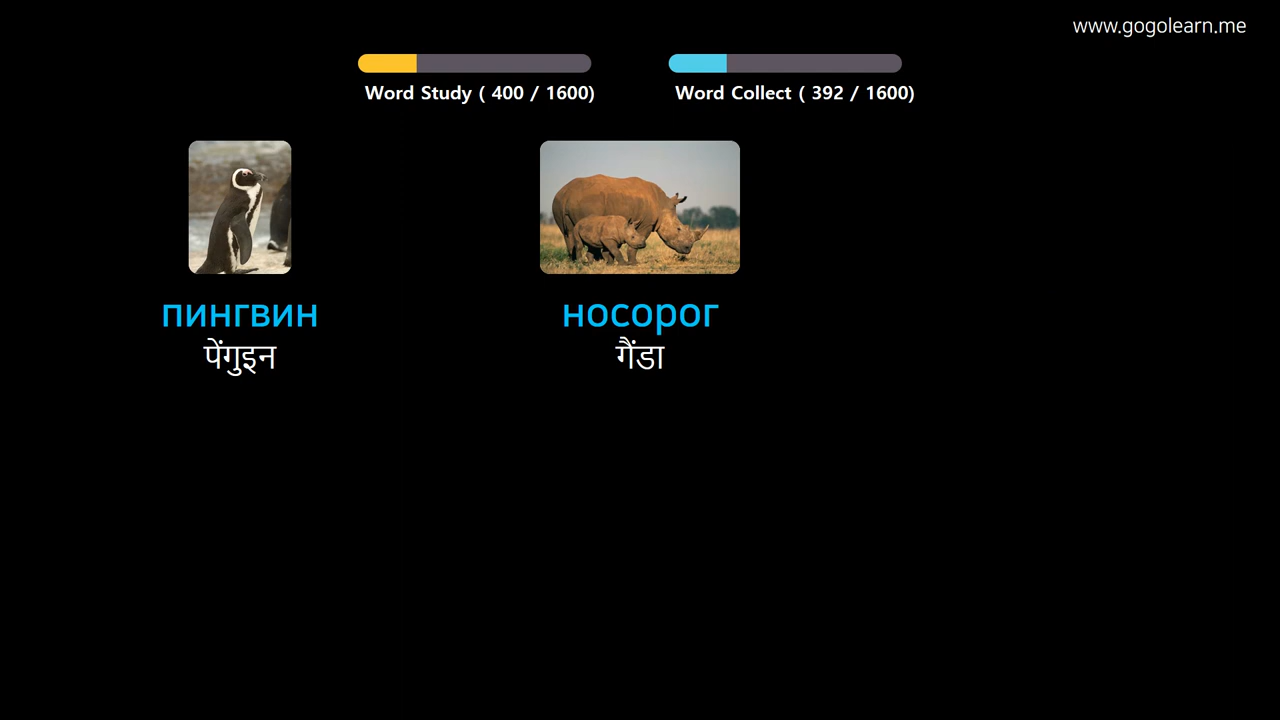 www.gogolearn.me
Word Study ( 400 / 1600)
Word Collect ( 392 / 1600)
пингвин
पेंगुइन
носорог
गैंडा